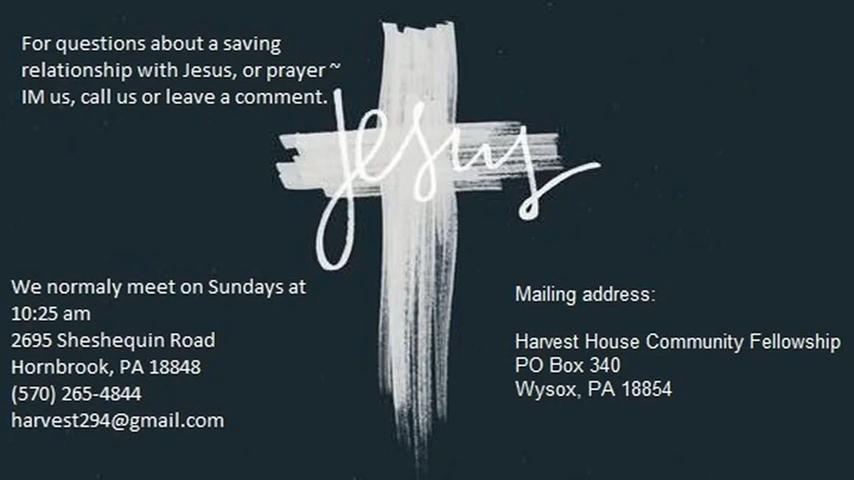 For questions about a saving
relationship with Jesus, or prayer ~
IM us, call us or leave a comment.
Jesus
We normaly meet on Sundays at
10:25 am
2695 Sheshequin Road
Hornbrook, PA 18848
(570) 265-4844
harvest294@gmail.com
Mailing address:
Harvest House Community Fellowship
PO Box 340
Wysox, PA 18854